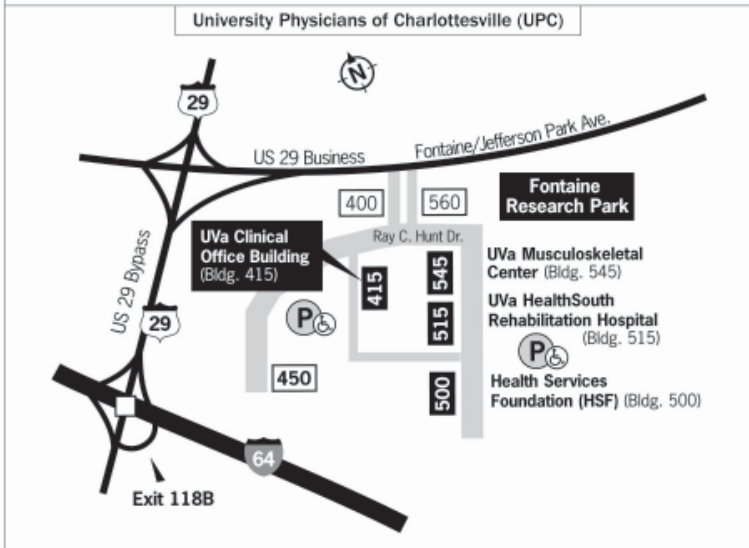 University Physicians of Charlottesville (UPC)
N
29
US 29 Business
Fontaine/Jefferson Park Ave.
400
560
Fontaine
Research Park
Ray C. Hunt Dr.
UVa Clinical
Office Building
(Bldg. 415)
US 29 Bypass
29
415
545
515
UVa Musculoskeletal
Center (Bldg. 545)
UVa HealthSouth
Rehabilitation Hospital
(Bldg. 515)
P
P
450
500
Health Services
Foundation (HSF) (Bldg. 500)
64
Exit 118B